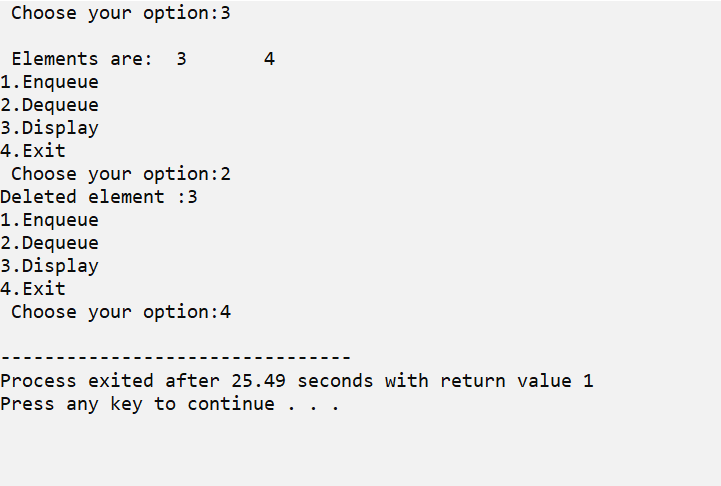 Choose your option:3
Elements are:  3       4
1.Enqueue
2.Dequeue
3.Display
4.Exit
Choose your option:2
Deleted element :3
1.Enqueue
2.Dequeue
3.Display
4.Exit
Choose your option:4
--------------------------------
Process exited after 25.49 seconds with return value 1
Press any key to continue . . .